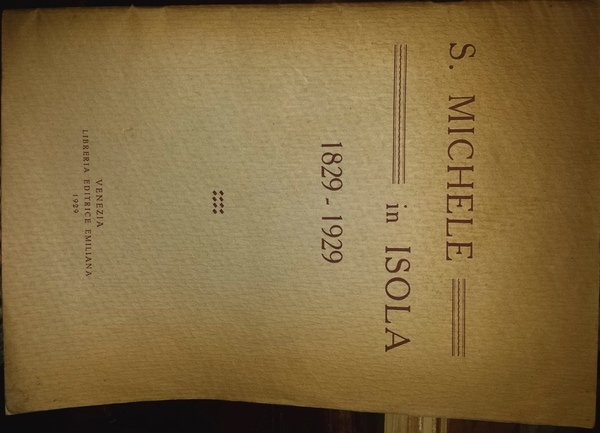 S. MICHELE
in ISOLA
1829 - 1929
VENEZIA
LIBRERIA EDITRICE EMILIANA
1929